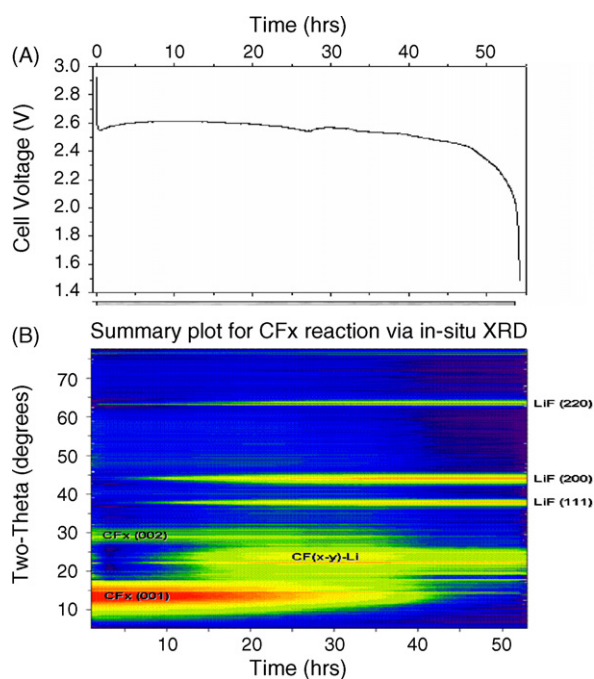 Time (hrs)
(A)
0 10 20 30 40 50
3.0
2.8
2.6
2.4
2.2
2.0
1.8
1.6
1.4
Cell Voltage (V)
(B)
Summary plot for CFx reaction via in-situ XRD
70
60
50
40
30
20
10
Two-Theta (degrees)
LiF (220)
LiF (200)
LiF (111)
CFx (002)
CF(x-y)-Li
CFx (001)
10 20 30 40 50
Time (hrs)